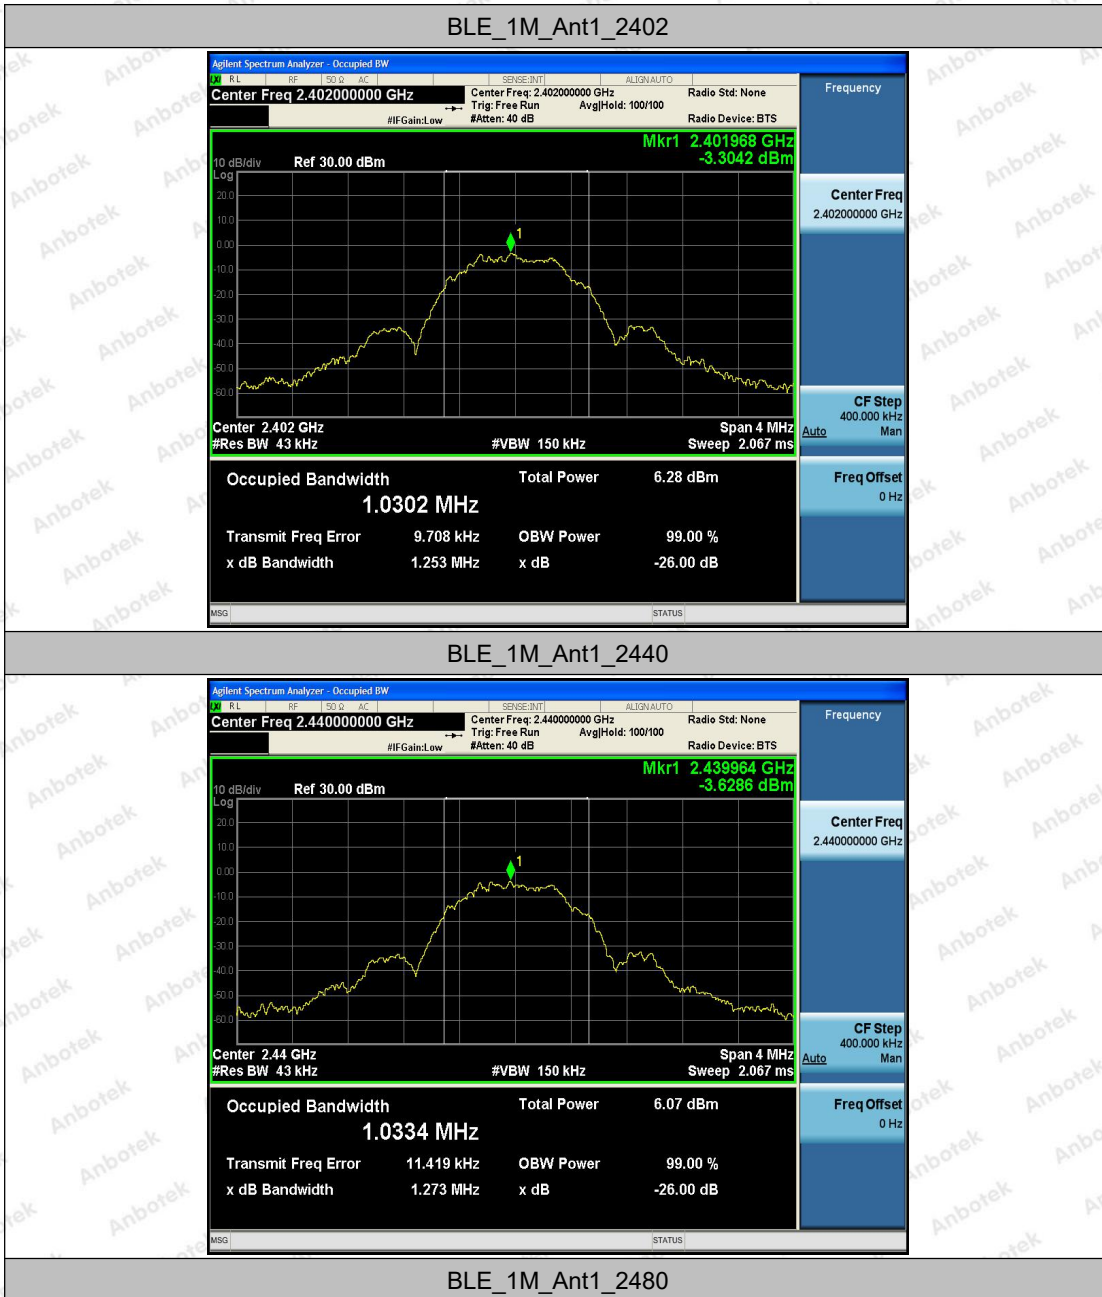 BLE_1M_Ant1_2402
Agilent Spectrum Analyzer - Occupied BW
LXI RL RF 50 Ω AC SENSE:INT ALIGNAUTO
Center Freq 2.402000000 GHz
Center Freq: 2.402000000 GHz Radio Std: None
Trig: Free Run Avg|Hold: 100/100
#IFGain:Low #Atten: 40 dB Radio Device: BTS
Mkr1 2.401968 GHz
-3.3042 dBm
10 dB/div Ref 30.00 dBm
Log
20.0
10.0
0.00
-10.0
-20.0
-30.0
-40.0
-50.0
-60.0
1
Center 2.402 GHz Span 4 MHz
#Res BW 43 kHz #VBW 150 kHz Sweep 2.067 ms
Occupied Bandwidth Total Power 6.28 dBm
1.0302 MHz
Transmit Freq Error 9.708 kHz OBW Power 99.00 %
x dB Bandwidth 1.253 MHz x dB -26.00 dB
MSG STATUS
Frequency
Center Freq
2.402000000 GHz
CF Step
400.000 kHz
Auto Man
Freq Offset
0 Hz
BLE_1M_Ant1_2440
Agilent Spectrum Analyzer - Occupied BW
LXI RL RF 50 Ω AC SENSE:INT ALIGNAUTO
Center Freq 2.440000000 GHz
Center Freq: 2.440000000 GHz Radio Std: None
Trig: Free Run Avg|Hold: 100/100
#IFGain:Low #Atten: 40 dB Radio Device: BTS
Mkr1 2.439964 GHz
-3.6286 dBm
10 dB/div Ref 30.00 dBm
Log
20.0
10.0
0.00
-10.0
-20.0
-30.0
-40.0
-50.0
-60.0
1
Center 2.44 GHz Span 4 MHz
#Res BW 43 kHz #VBW 150 kHz Sweep 2.067 ms
Occupied Bandwidth Total Power 6.07 dBm
1.0334 MHz
Transmit Freq Error 11.419 kHz OBW Power 99.00 %
x dB Bandwidth 1.273 MHz x dB -26.00 dB
MSG STATUS
Frequency
Center Freq
2.440000000 GHz
CF Step
400.000 kHz
Auto Man
Freq Offset
0 Hz
BLE_1M_Ant1_2480
Anbotek